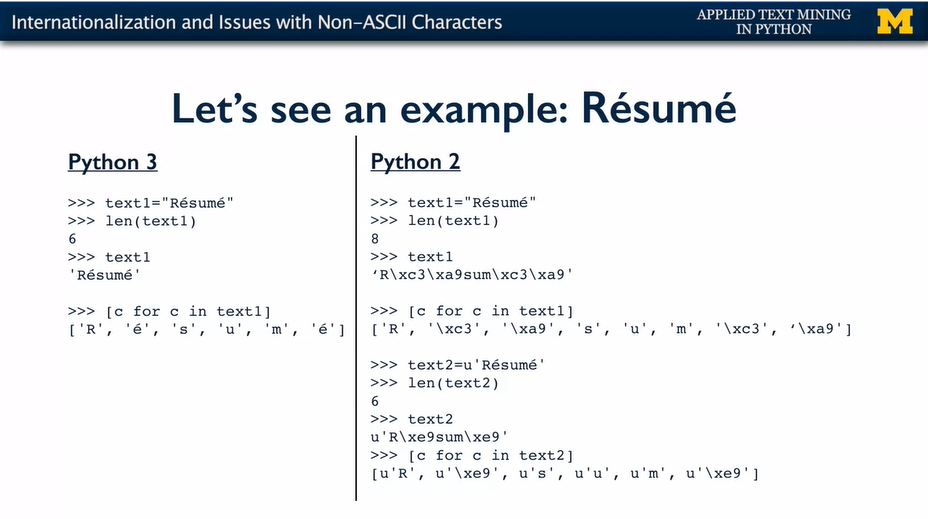 Internationalization and Issues with Non-ASCII Characters
APPLIED TEXT MINING
IN PYTHON
M
Let's see an example: Résumé
Python 3
>>> text1="Résumé"
>>> len(text1)
6
>>> text1
'Résumé'
>>> [c for c in text1]
['R', 'é', 's', 'u', 'm', 'é']
Python 2
>>> text1="Résumé"
>>> len(text1)
8
>>> text1
‘R\xc3\xa9sum\xc3\xa9'
>>> [c for c in text1]
['R', '\xc3', '\xa9', 's', 'u', 'm', '\xc3', ‘\xa9']
>>> text2=u'Résumé'
>>> len(text2)
6
>>> text2
u'R\xe9sum\xe9'
>>> [c for c in text2]
[u'R', u'\xe9', u's', u'u', u'm', u'\xe9']